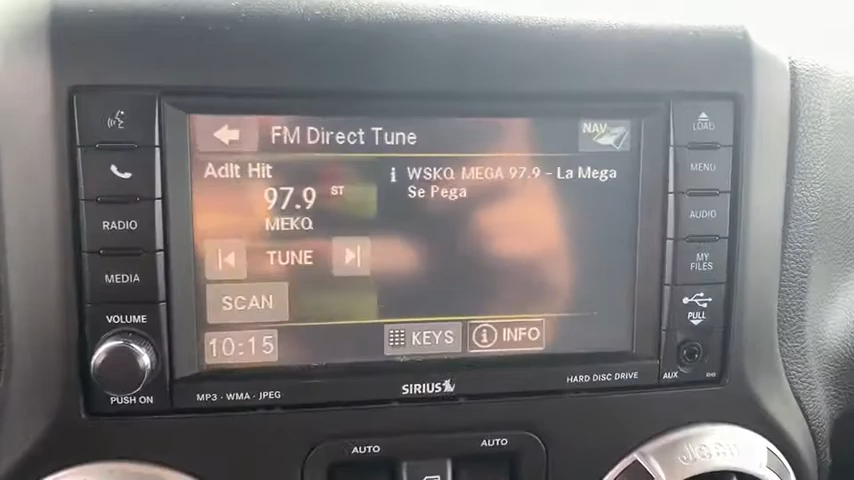 LOAD
FM Direct Tune
NAV
Adlt Hit
WSKQ MEGA 97.9 - La Mega
97.9 ST
Se Pega
MENU
RADIO
MEKQ
AUDIO
TUNE
MY
FILES
MEDIA
SCAN
VOLUME
PULL
10:15
KEYS
INFO
AUX
PUSH ON
MP3 · WMA · JPEG
SIRIUS
HARD DISC DRIVE
RHB
AUTO
AUTO
Jeep